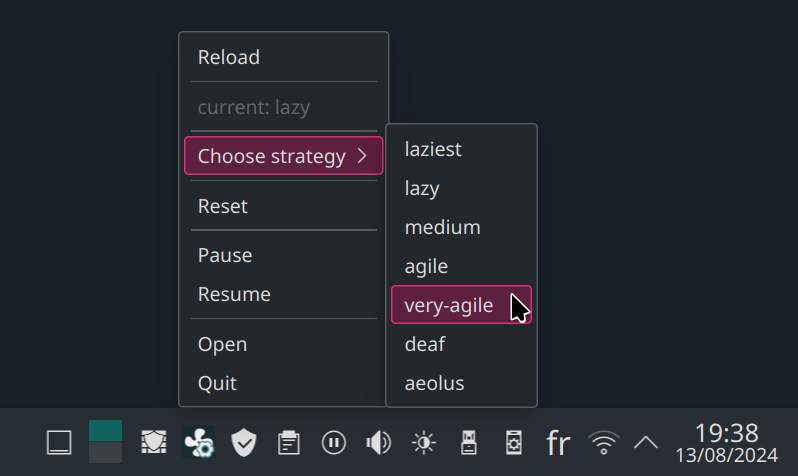 Reload
current: lazy
Choose strategy
Reset
Pause
Resume
Open
Quit
laziest
lazy
medium
agile
very-agile
deaf
aeolus
fr
19:38
13/08/2024